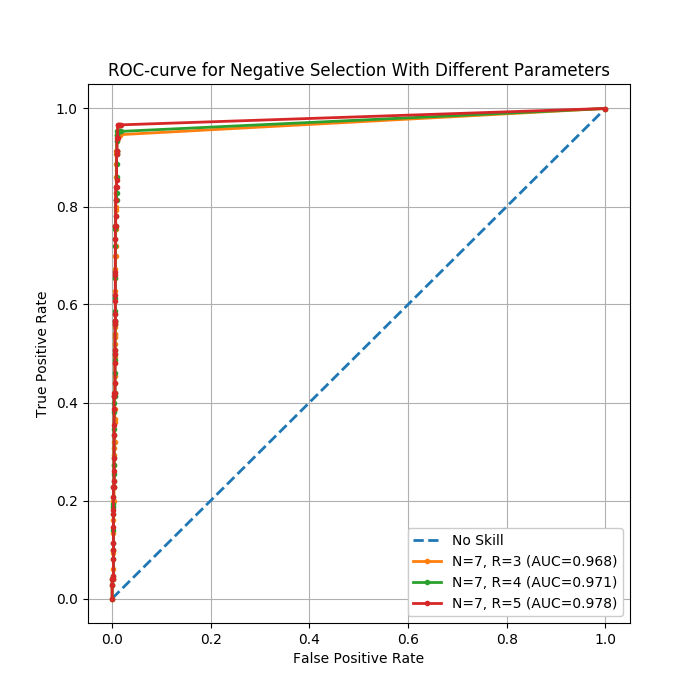 ROC-curve for Negative Selection With Different Parameters
1.0
0.8
0.6
0.4
0.2
0.0
True Positive Rate
No Skill
N=7, R=3 (AUC=0.968)
N=7, R=4 (AUC=0.971)
N=7, R=5 (AUC=0.978)
0.0 0.2 0.4 0.6 0.8 1.0
False Positive Rate